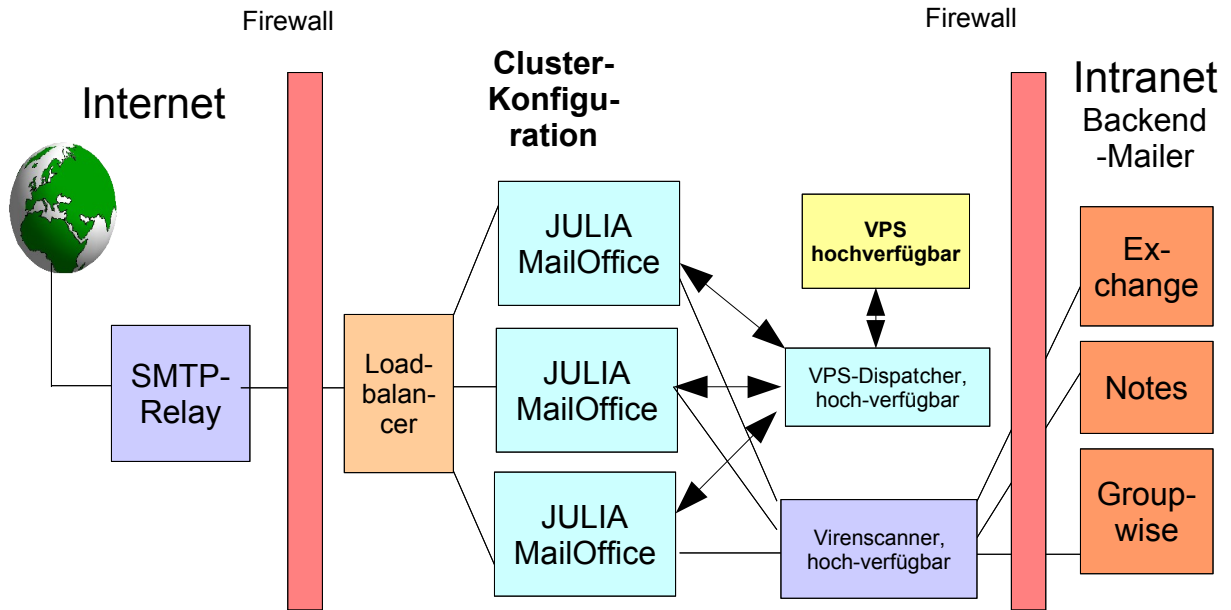 Firewall
Firewall
Internet
Cluster-
Konfigu-
ration
Intranet
Backend
-Mailer
SMTP-
Relay
Load-
balan-
cer
JULIA
MailOffice
JULIA
MailOffice
JULIA
MailOffice
VPS
hochverfügbar
VPS-Dispatcher,
hoch-verfügbar
Virenscanner,
hoch-verfügbar
Ex-
change
Notes
Group-
wise